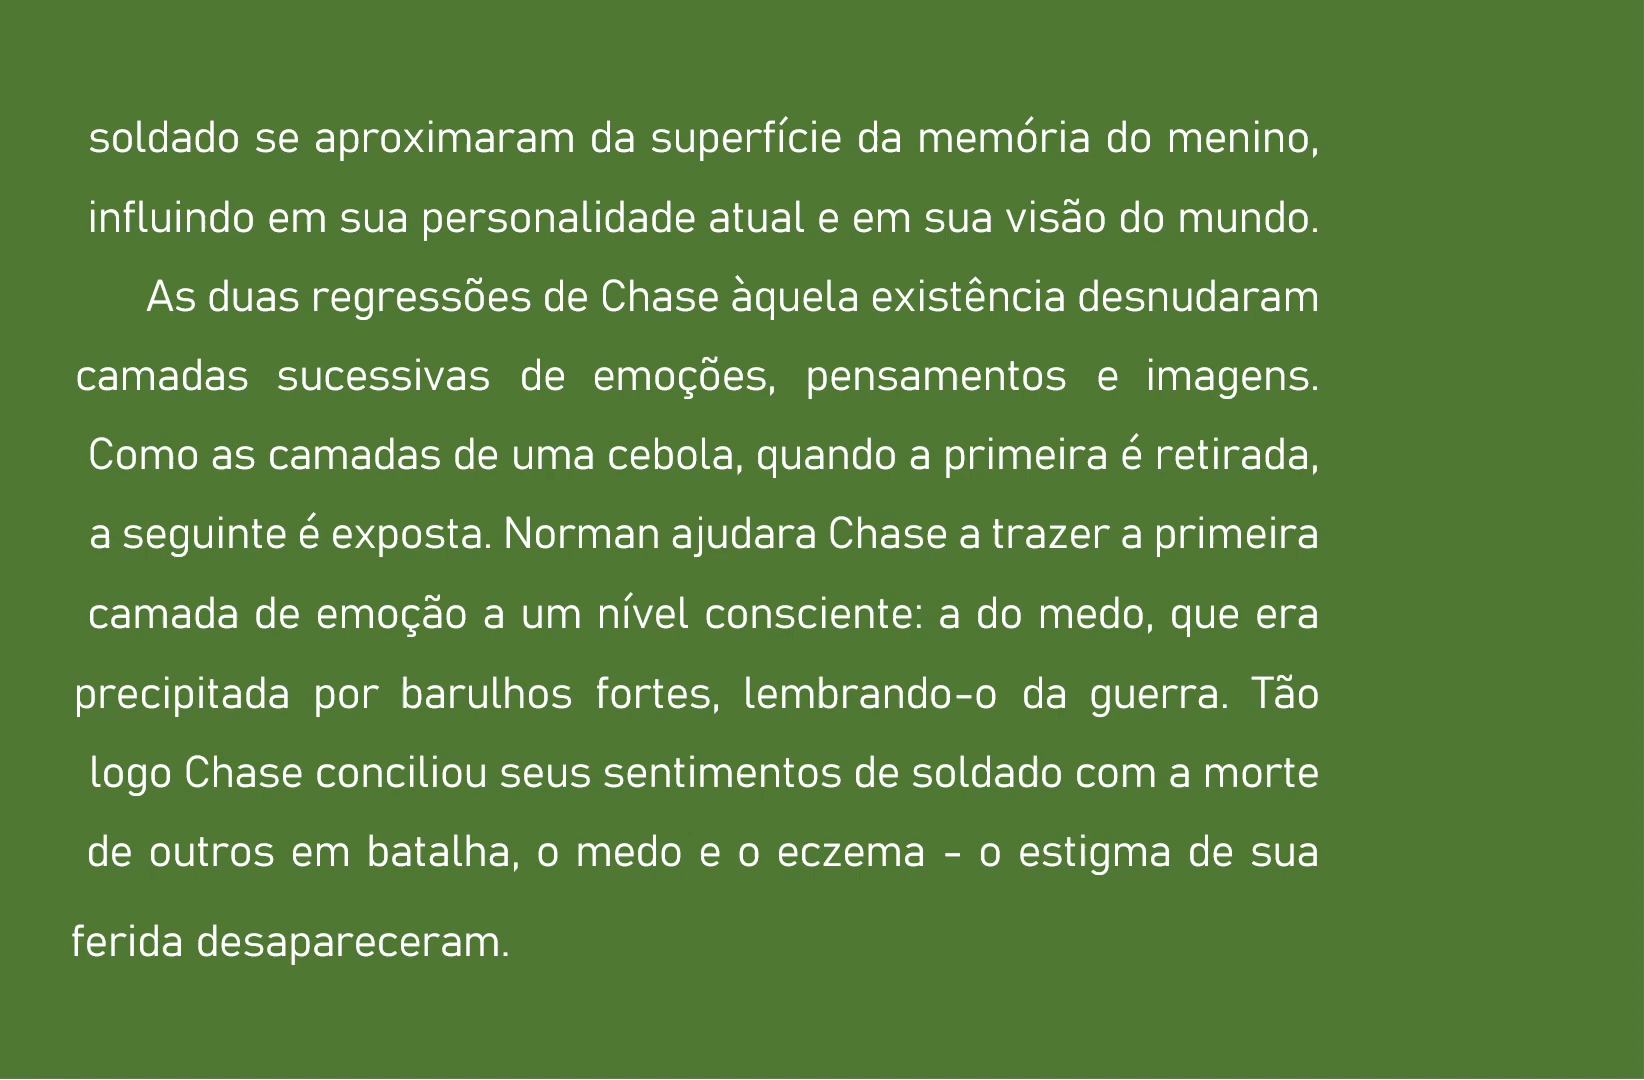 soldado se aproximaram da superfície da memória do menino,
influindo em sua personalidade atual e em sua visão do mundo.
As duas regressões de Chase àquela existência desnudaram
camadas sucessivas de emoções, pensamentos e imagens.
Como as camadas de uma cebola, quando a primeira é retirada,
a seguinte é exposta. Norman ajudara Chase a trazer a primeira
camada de emoção a um nível consciente: a do medo, que era
precipitada por barulhos fortes, lembrando-o da guerra. Tão
logo Chase conciliou seus sentimentos de soldado com a morte
de outros em batalha, o medo e o eczema - o estigma de sua
ferida desapareceram.